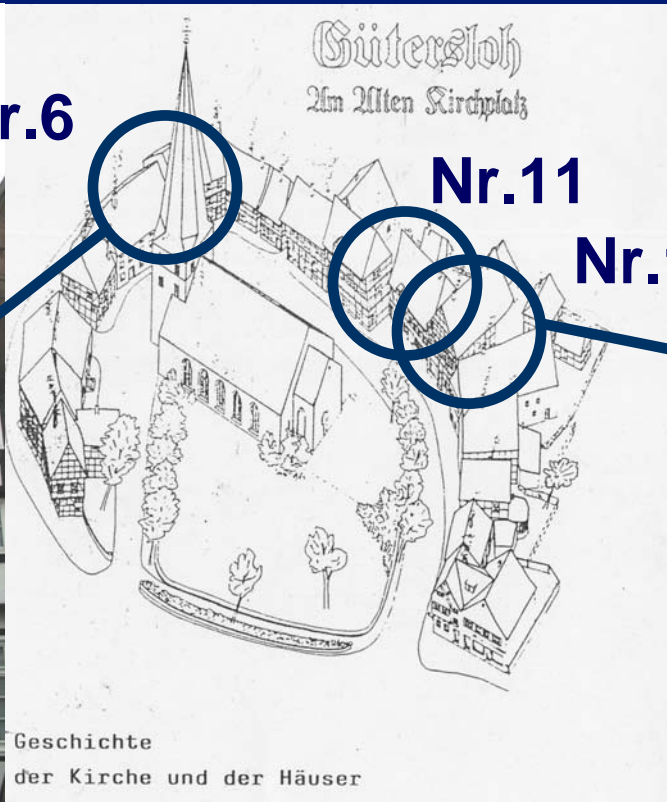 Gütersloh
Am Alten Kirchplatz
r.6
Nr.11
Nr.
Geschichte
der Kirche und der Häuser